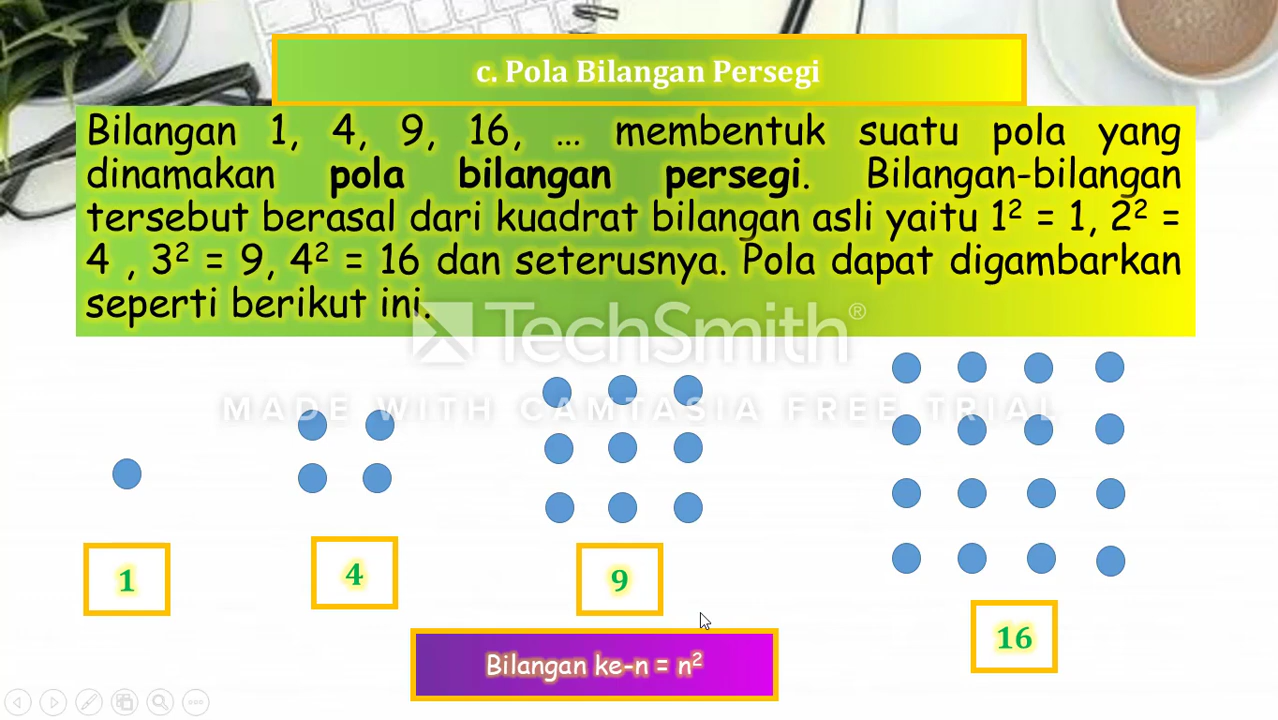 c. Pola Bilangan Persegi
Bilangan 1, 4, 9, 16, ... membentuk suatu pola yang
dinamakan pola bilangan persegi. Bilangan-bilangan
tersebut berasal dari kuadrat bilangan asli yaitu 1² = 1, 2² =
4 , 3² = 9, 4² = 16 dan seterusnya. Pola dapat digambarkan
seperti berikut ini.
TechSmith®
MADE WITH CAMTASIA FREE TRIAL
1
4
9
16
Bilangan ke-n = n²